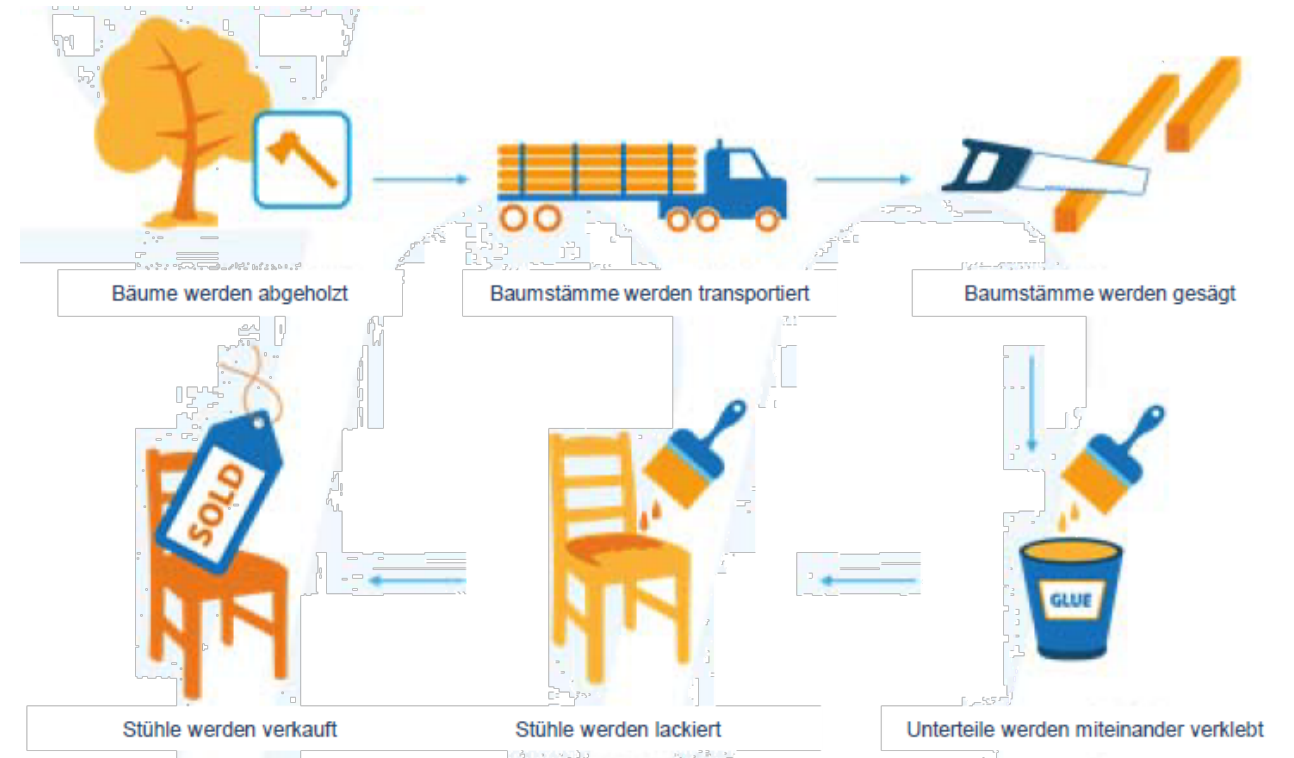 Bäume werden abgeholzt
Baumstämme werden transportiert
Baumstämme werden gesägt
SOLD
GLUE
Stühle werden verkauft
Stühle werden lackiert
Unterteile werden miteinander verklebt